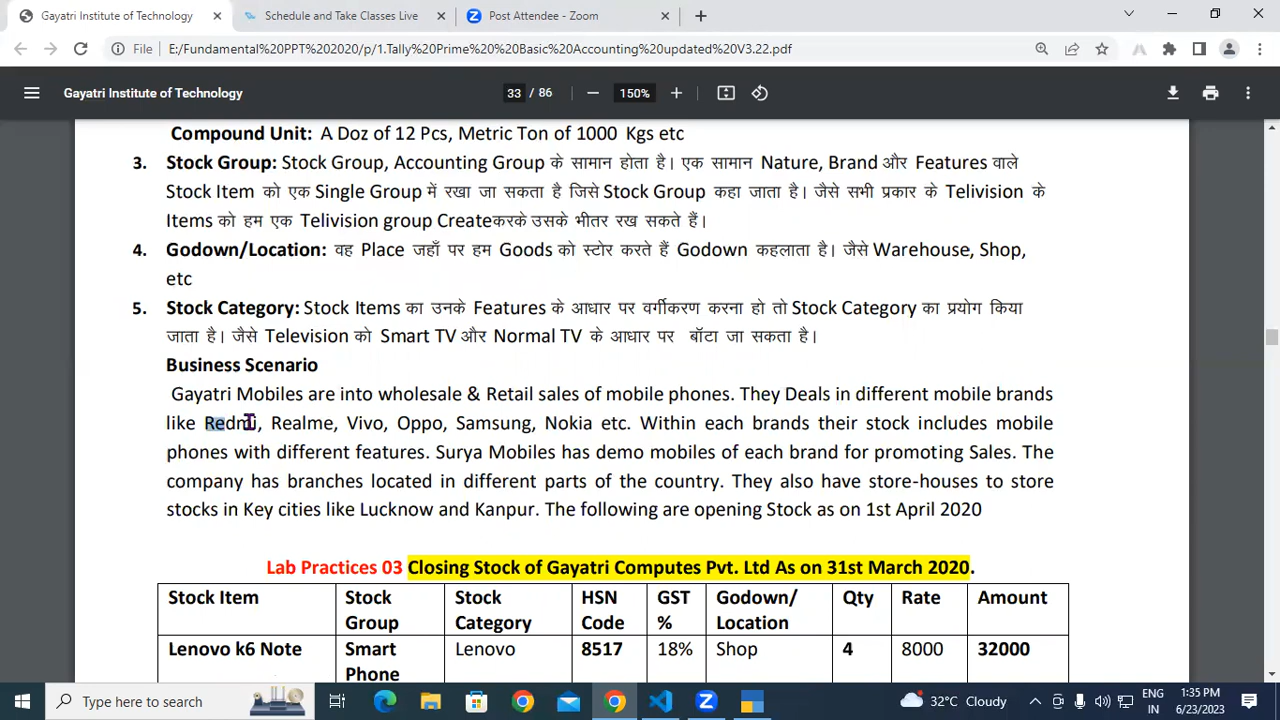 Gayatri Institute of Technology
Schedule and Take Classes Live
Post Attendee - Zoom
File
E:/Fundamental%20PPT%202020/p/1.Tally%20Prime%20%20Basic%20Accounting%20updated%20V3.22.pdf
Gayatri Institute of Technology
33 / 86
150%
Compound Unit: A Doz of 12 Pcs, Metric Ton of 1000 Kgs etc
3. Stock Group: Stock Group, Accounting Group के सामान होता है। एक सामान Nature, Brand और Features वाले
Stock Item को एक Single Group में रखा जा सकता है जिसे Stock Group कहा जाता है। जैसे सभी प्रकार के Telivision के
Items को हम एक Telivision group Createकरके उसके भीतर रख सकते हैं।
4. Godown/Location: वह Place जहाँ पर हम Goods को स्टोर करते हैं Godown कहलाता है। जैसे Warehouse, Shop,
etc
5. Stock Category: Stock Items का उनके Features के आधार पर वर्गीकरण करना हो तो Stock Category का प्रयोग किया
जाता है। जैसे Television को Smart TV और Normal TV के आधार पर बॉटा जा सकता है।
Business Scenario
Gayatri Mobiles are into wholesale & Retail sales of mobile phones. They Deals in different mobile brands
like Redmi, Realme, Vivo, Oppo, Samsung, Nokia etc. Within each brands their stock includes mobile
phones with different features. Surya Mobiles has demo mobiles of each brand for promoting Sales. The
company has branches located in different parts of the country. They also have store-houses to store
stocks in Key cities like Lucknow and Kanpur. The following are opening Stock as on 1st April 2020
Lab Practices 03 Closing Stock of Gayatri Computes Pvt. Ltd As on 31st March 2020.
Stock Item Stock Group Stock Category HSN Code GST % Godown/ Location Qty Rate Amount
Lenovo k6 Note Smart Phone Lenovo 8517 18% Shop 4 8000 32000
Type here to search
32°C Cloudy
ENG
IN
1:35 PM
6/23/2023